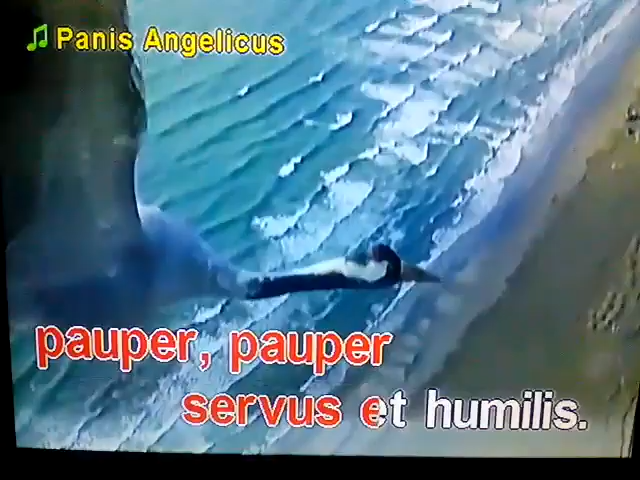 ♫ Panis Angelicus
pauper, pauper
servus et humilis.